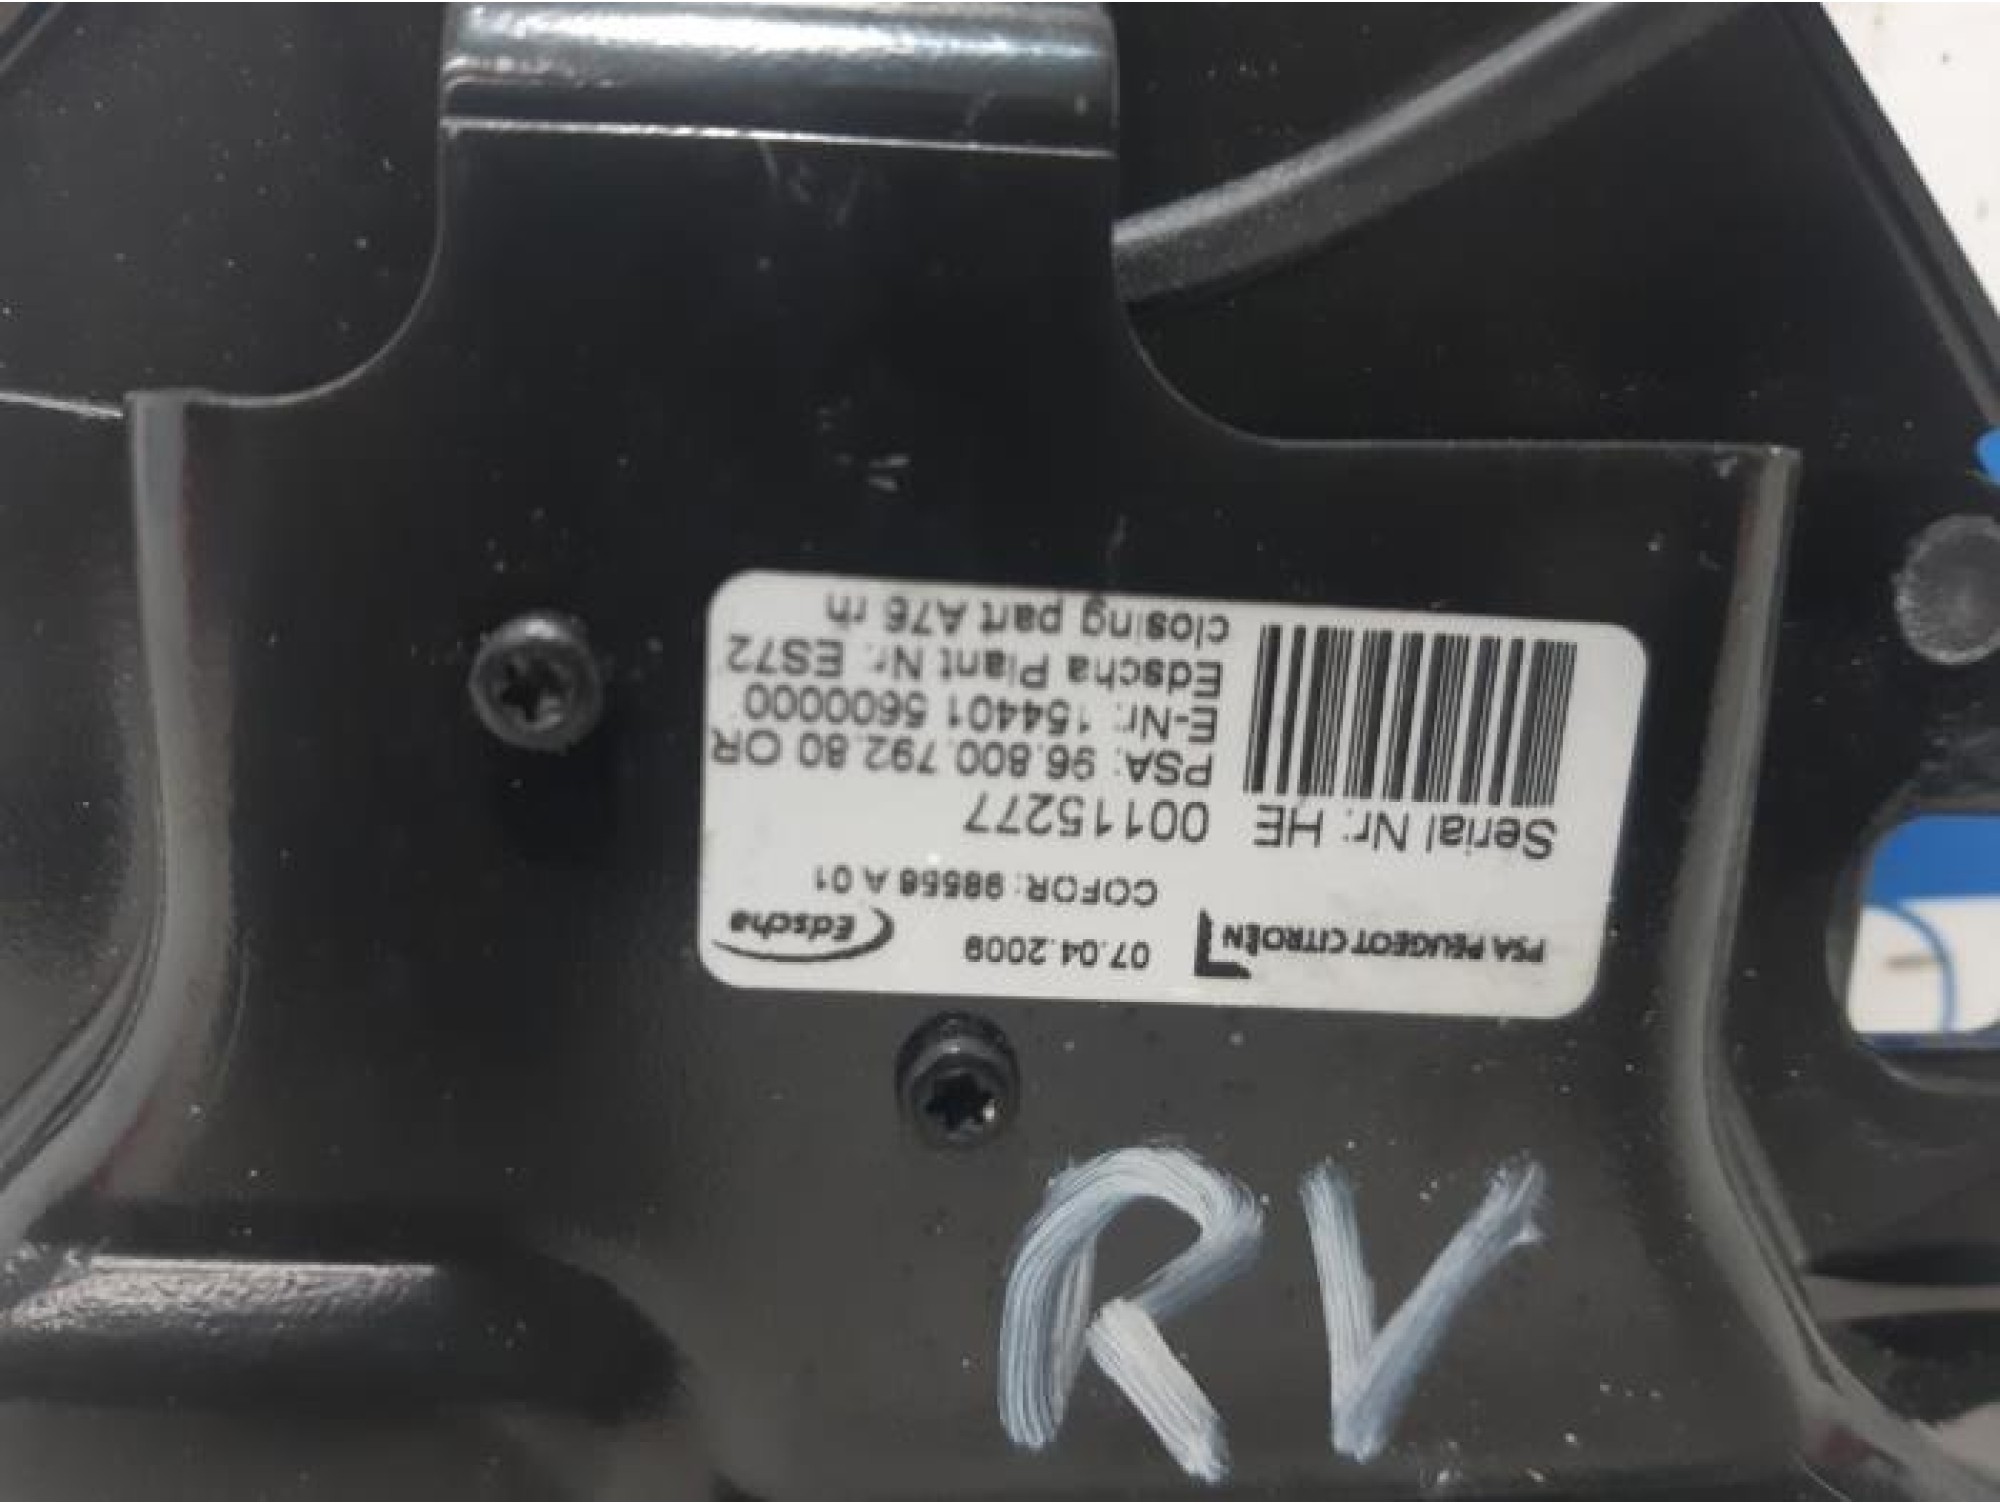 PSA PEUGEOT CITROËN
07.04.2009
Edscha
COFOR: 98556 A 01
Serial Nr: HE 00115277
PSA: 96.800.792.80 OR
E-Nr: 154401 5600000
Edscha Plant Nr: ES72
closing part A76 rh
RV